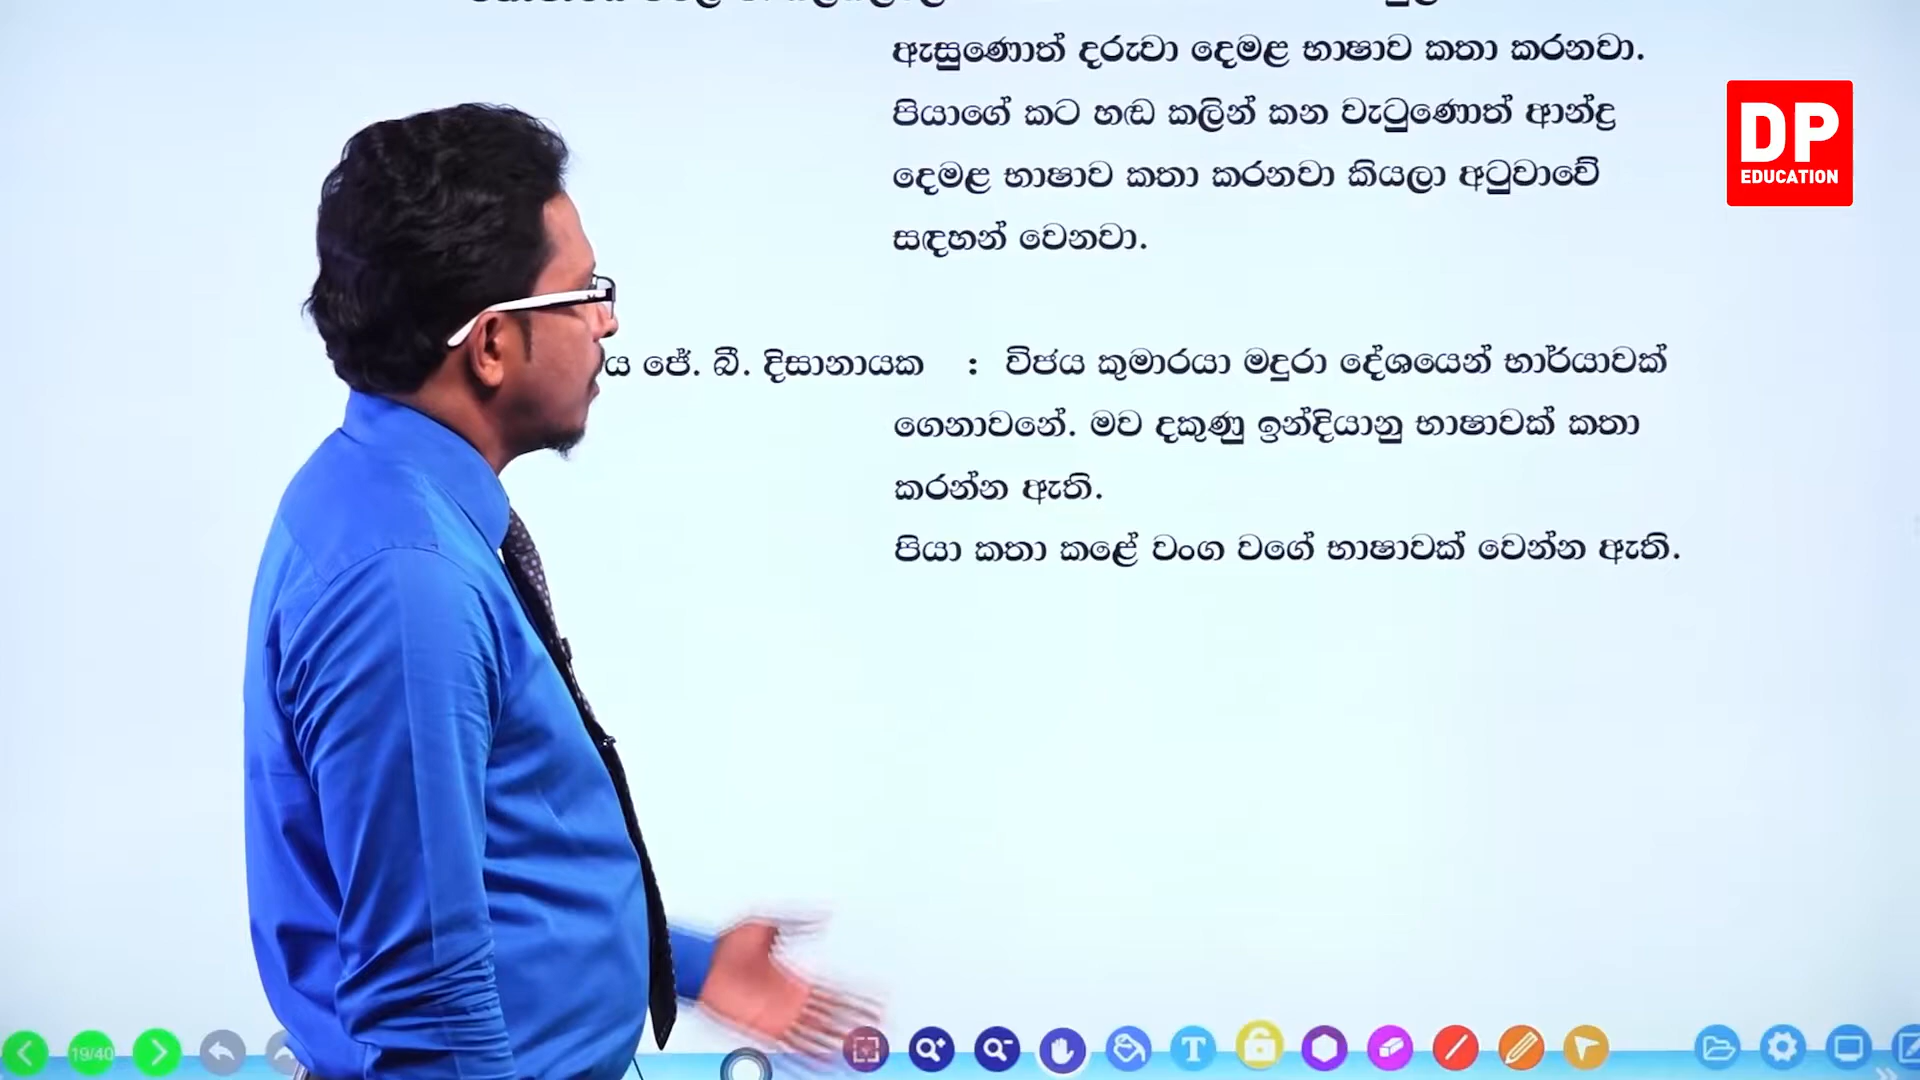 ඇසුණොත් දරුවා දෙමළ භාෂාව කතා කරනවා.
පියාගේ කට හඬ කලින් කන වැටුණොත් ආන්ද්‍ර
දෙමළ භාෂාව කතා කරනවා කියලා අටුවාවේ
සඳහන් වෙනවා.
DP
EDUCATION
ජේ. බී. දිසානායක : විජය කුමාරයා මදුරා දේශයෙන් භාර්යාවක්
ගෙනාවනේ. මව දකුණු ඉන්දියානු භාෂාවක් කතා
කරන්න ඇති.
පියා කතා කළේ වංග වගේ භාෂාවක් වෙන්න ඇති.
19/40
T